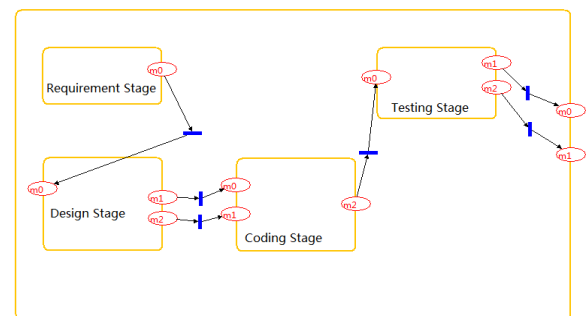 m0
Requirement Stage
m0
Design Stage
m1
m2
m0
m1
Coding Stage
m2
m0
Testing Stage
m1
m2
m0
m1